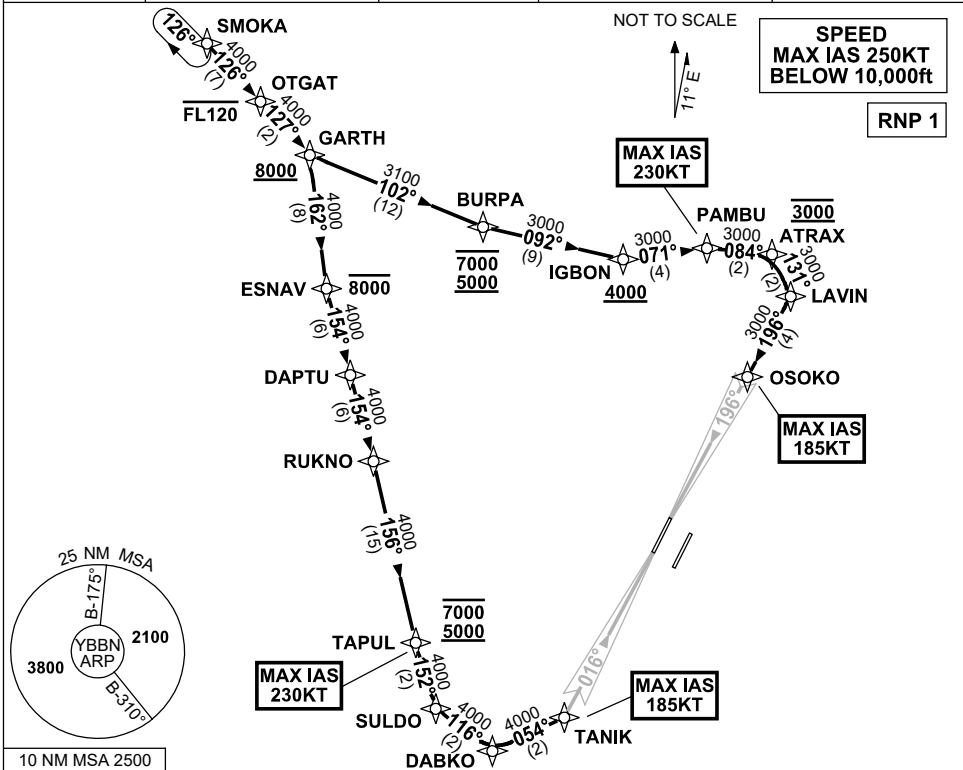 126°
SMOKA
4000
126°
(7)
OTGAT
FL120
4000
127°
(2)
GARTH
8000
NOT TO SCALE
11° E
SPEED
MAX IAS 250KT
BELOW 10,000ft
RNP 1
3100
102°
(12)
BURPA
7000
5000
3000
092°
(9)
IGBON
4000
3000
071°
(4)
MAX IAS
230KT
PAMBU
3000
084°
(2)
3000
ATRAX
3000
131°
(2)
LAVIN
3000
196°
(4)
OSOKO
MAX IAS
185KT
196°
4000
162°
(8)
ESNAV
8000
4000
154°
(6)
DAPTU
4000
154°
(6)
RUKNO
4000
156°
(15)
TAPUL
7000
5000
MAX IAS
230KT
4000
152°
(2)
SULDO
4000
116°
(2)
DABKO
4000
054°
(2)
TANIK
MAX IAS
185KT
016°
25 NM MSA
B-175°
YBBN
ARP
2100
3800
B-310°
10 NM MSA 2500